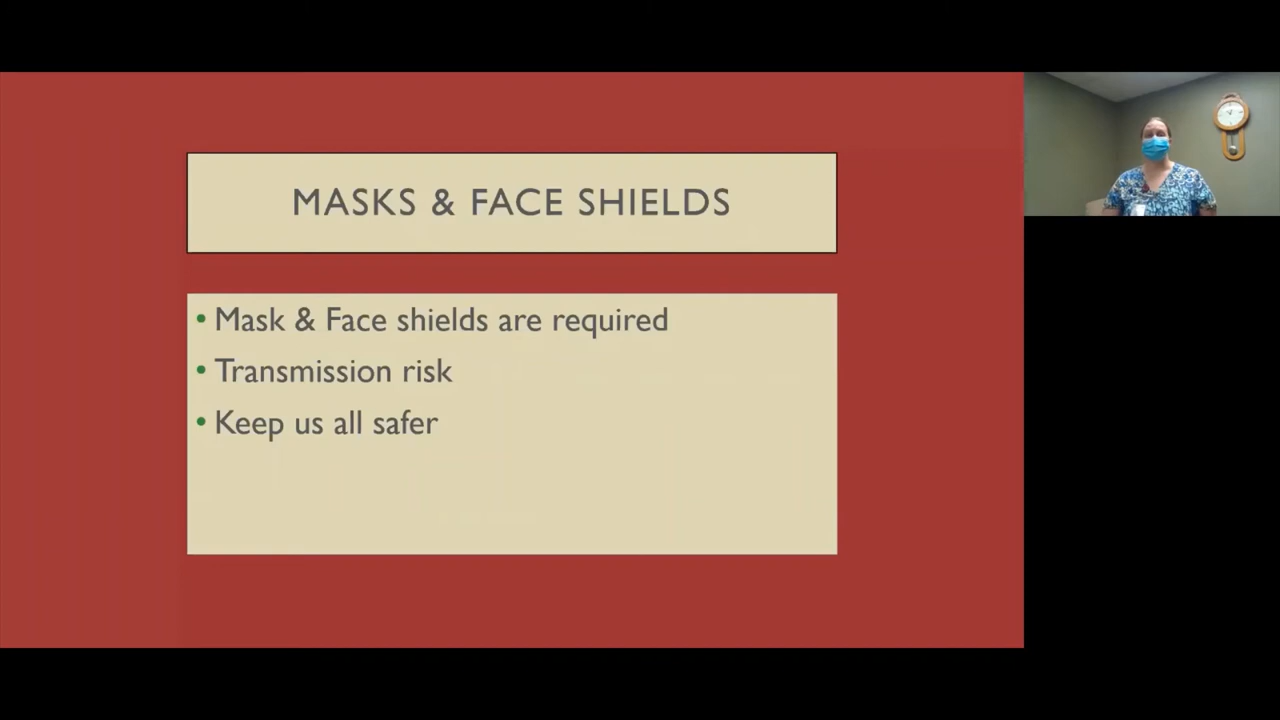 MASKS & FACE SHIELDS
• Mask & Face shields are required
• Transmission risk
• Keep us all safer